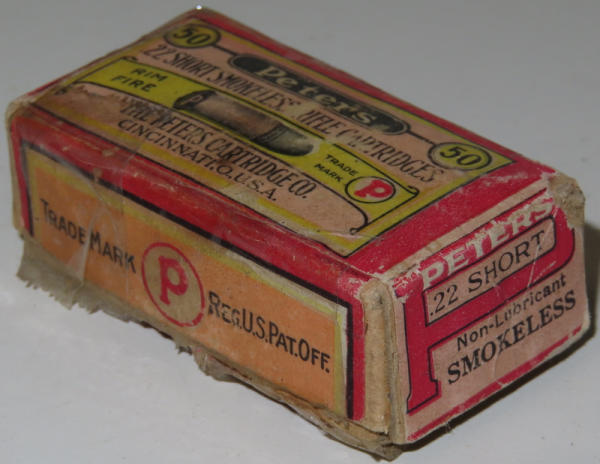 50
Peters
.22 SHORT SMOKELESS RIFLE CARTRIDGES
RIM
FIRE
P
TRADE
MARK
P
50
THE PETERS CARTRIDGE CO.
CINCINNATI, O. U.S.A.
TRADE MARK
P
REG. U.S. PAT. OFF.
PETERS
.22 SHORT
Non-Lubricant
SMOKELESS